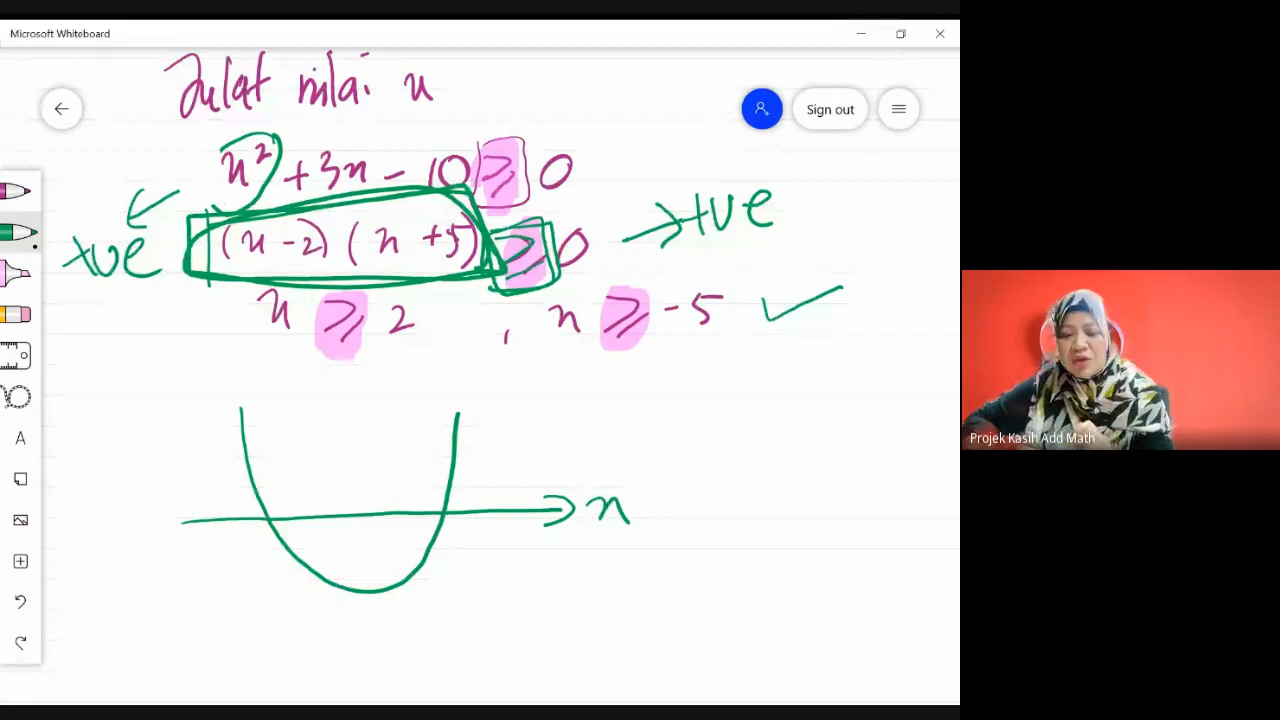 Microsoft Whiteboard
Julat nilai x
Sign out
x² + 3x - 10 ≥ 0
+ve (x - 2)(x + 5) ≥ 0 → +ve
x ≥ 2 , x ≥ -5 ✓
x
A
Projek Kasih Add Math